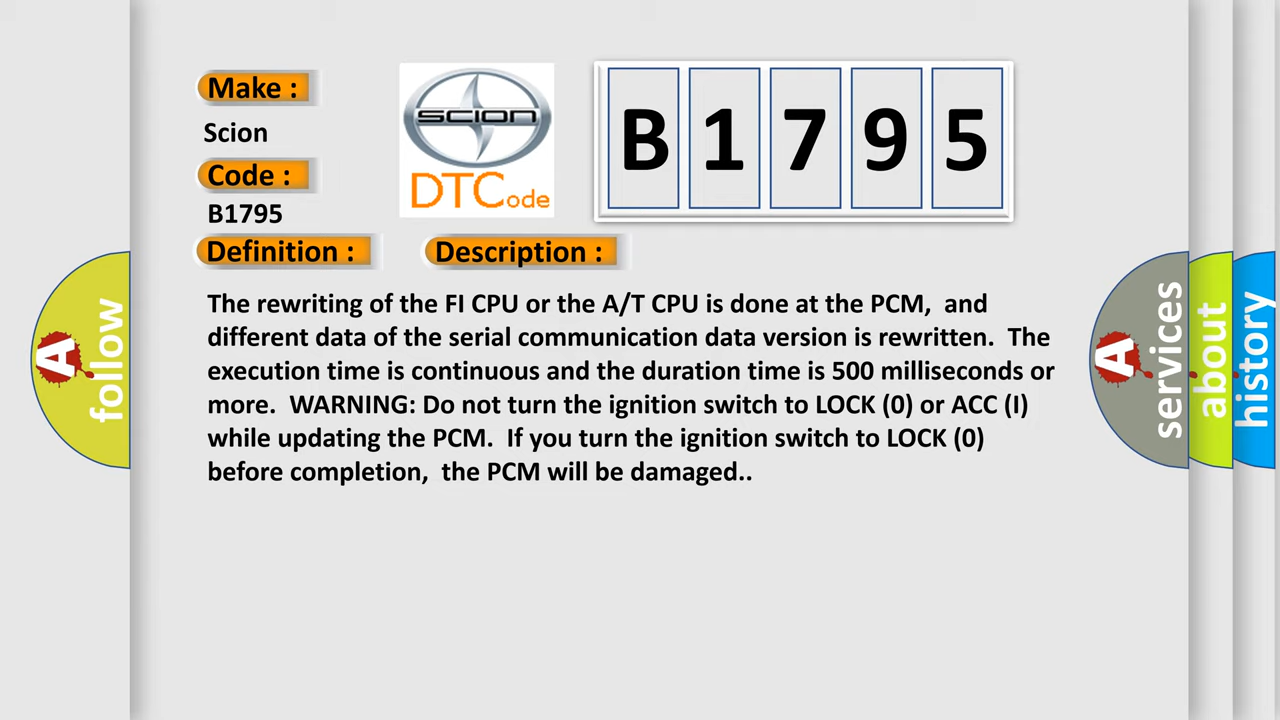 Make :
Scion
Code :
B1795
SCION
DTCode
B1795
Definition :
Description :
The rewriting of the FI CPU or the A/T CPU is done at the PCM, and
different data of the serial communication data version is rewritten The
execution time is continuous and the duration time is 500 milliseconds or
more WARNING: Do not turn the ignition switch to LOCK (0) or ACC (I)
while updating the PCM If you turn the ignition switch to LOCK (0)
before completion, the PCM will be damaged..
A
follow
A
services
about
history